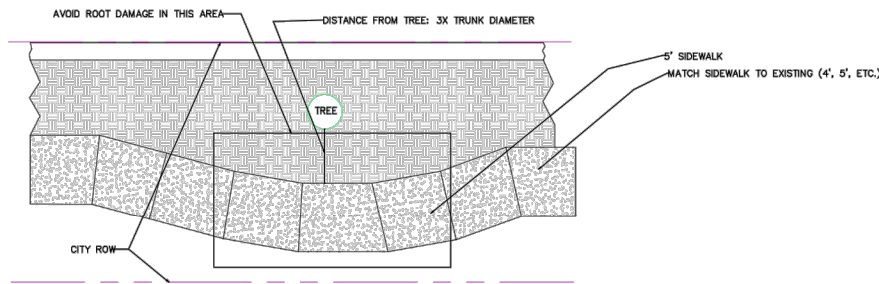 AVOID ROOT DAMAGE IN THIS AREA
DISTANCE FROM TREE: 3X TRUNK DIAMETER
5' SIDEWALK
MATCH SIDEWALK TO EXISTING (4', 5', ETC.)
TREE
CITY ROW